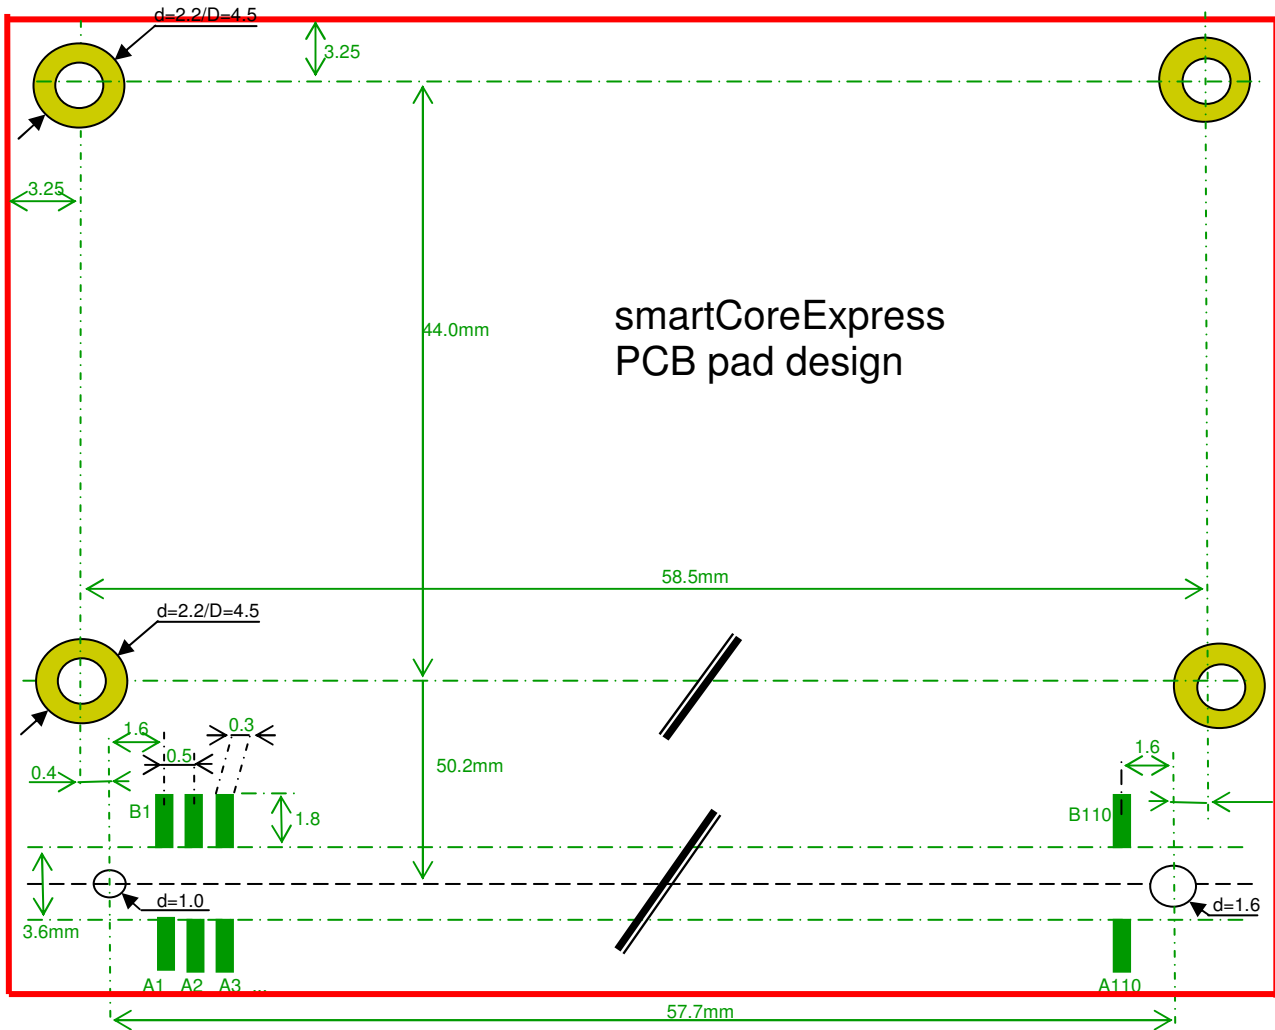 d=2.2/D=4.5
3.25
3.25
44.0mm
smartCoreExpress
PCB pad design
58.5mm
d=2.2/D=4.5
1.6
0.3
0.5
0.4
50.2mm
1.6
B1
1.8
B110
d=1.0
d=1.6
3.6mm
A1 A2 A3 ...
A110
57.7mm